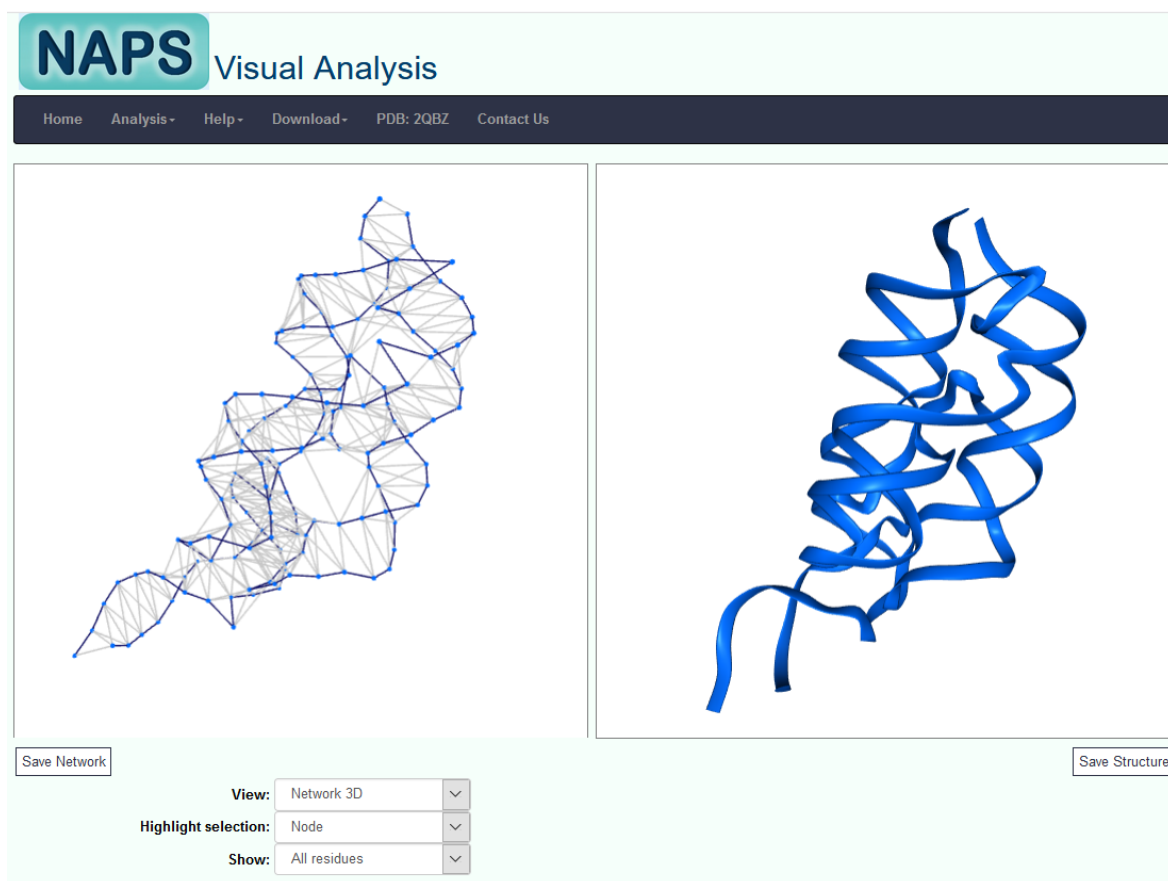 NAPS Visual Analysis
Home Analysis Help Download PDB: 2QBZ Contact Us
Save Network
Save Structure
View: Network 3D
Highlight selection: Node
Show: All residues